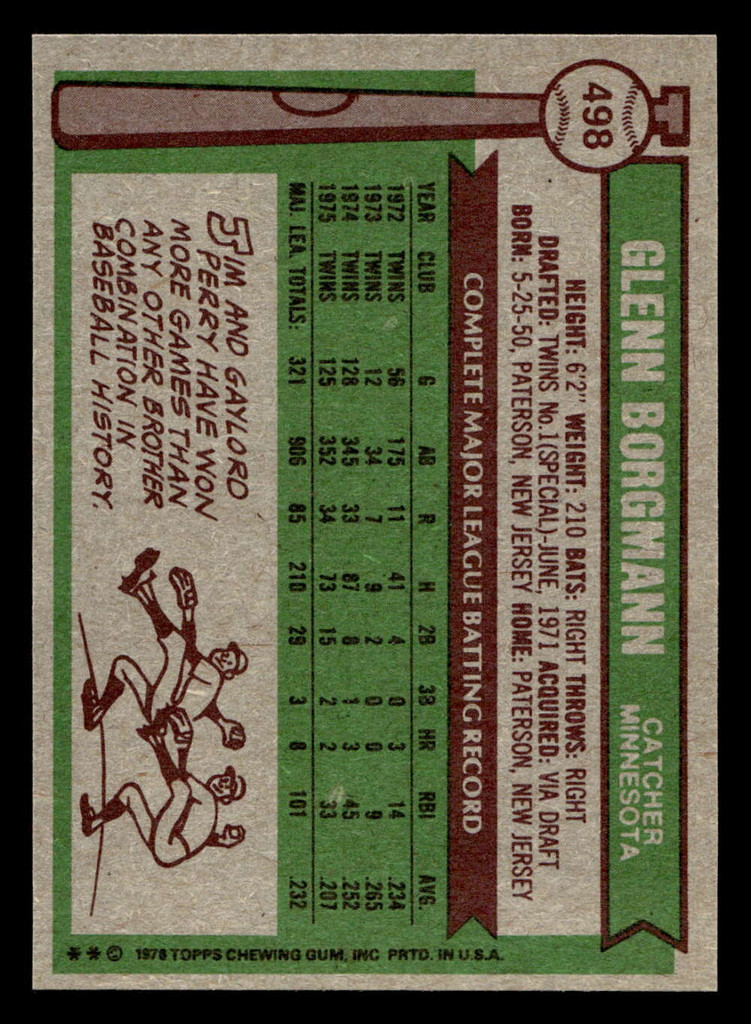 498
GLENN BORGMANN
CATCHER
MINNESOTA
HEIGHT: 6'2" WEIGHT: 210 BATS: RIGHT THROWS: RIGHT
DRAFTED: TWINS No.1(SPECIAL)-JUNE, 1971 ACQUIRED: VIA DRAFT
BORN: 5-25-50, PATERSON, NEW JERSEY HOME: PATERSON, NEW JERSEY
COMPLETE MAJOR LEAGUE BATTING RECORD
YEAR CLUB G AB R H 2B 3B HR RBI AVG.
1972 TWINS 56 175 11 41 4 0 3 14 .234
1973 TWINS 12 34 7 9 2 0 0 9 .265
1974 TWINS 128 345 33 87 8 1 3 45 .252
1975 TWINS 125 352 34 73 15 2 2 33 .207
MAJ. LEA. TOTALS: 321 906 85 210 29 3 8 101 .232
JIM AND GAYLORD
PERRY HAVE WON
MORE GAMES THAN
ANY OTHER BROTHER
COMBINATION IN
BASEBALL HISTORY.
**© 1976 TOPPS CHEWING GUM, INC PRTD. IN U.S.A.